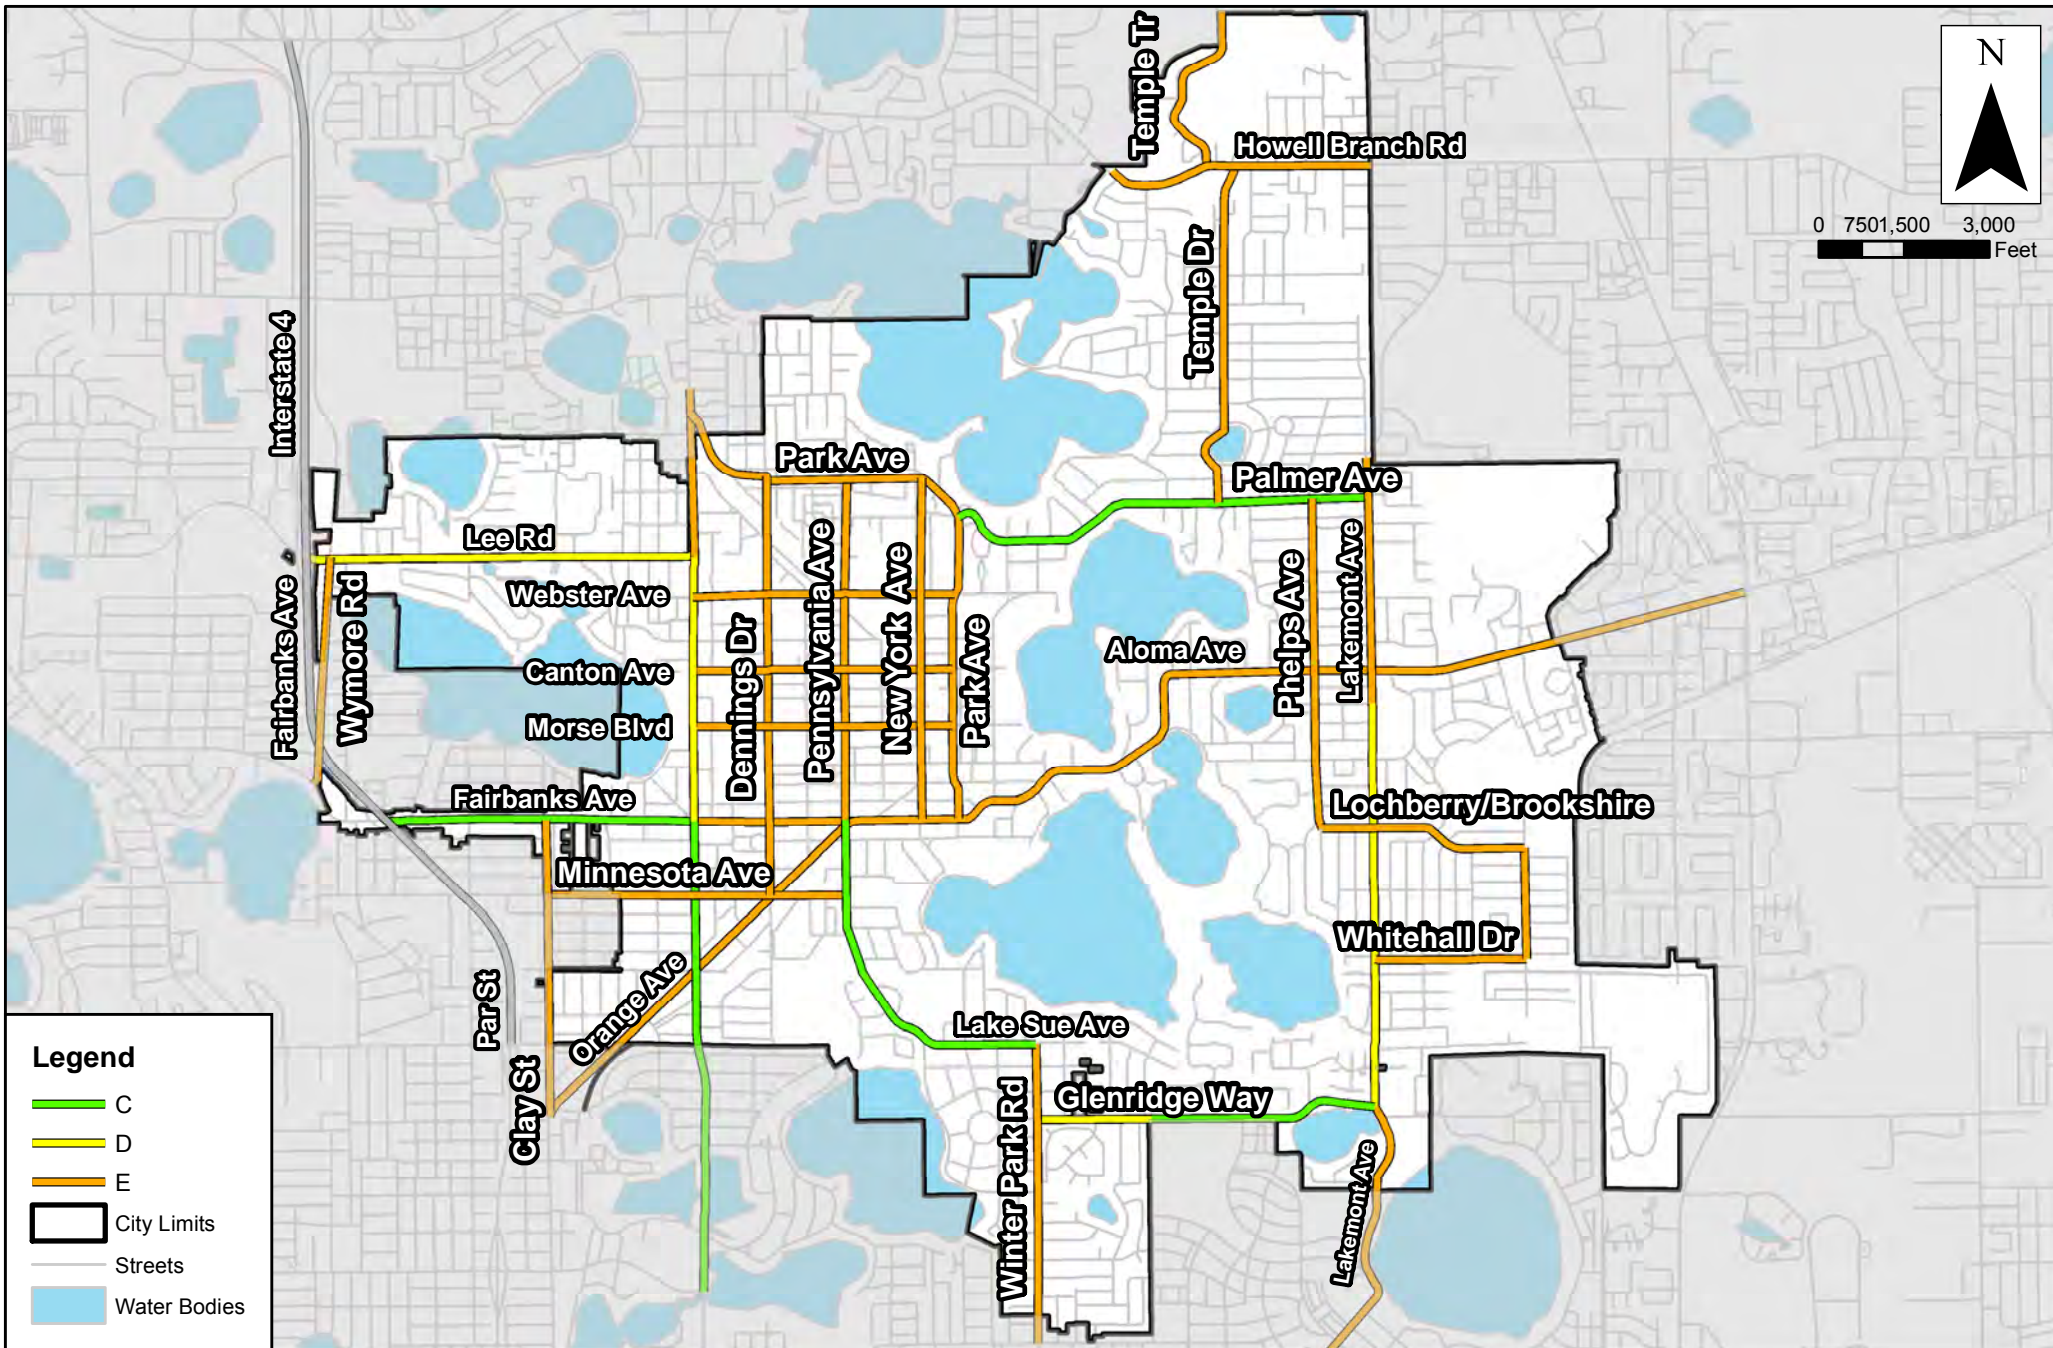 Temple Tr
N
Howell Branch Rd
0 7501,500 3,000
Feet
Temple Dr
Interstate 4
Park Ave
Palmer Ave
Lee Rd
Webster Ave
Fairbanks Ave
Wymore Rd
Pennsylvania Ave
New York Ave
Phelps Ave
Lakemont Ave
Dennings Dr
Park Ave
Aloma Ave
Canton Ave
Morse Blvd
Fairbanks Ave
Lochberry/Brookshire
Minnesota Ave
Whitehall Dr
Par St
Orange Ave
Lake Sue Ave
Clay St
Winter Park Rd
Glenridge Way
Lakemont Ave
Legend
C
D
E
City Limits
Streets
Water Bodies